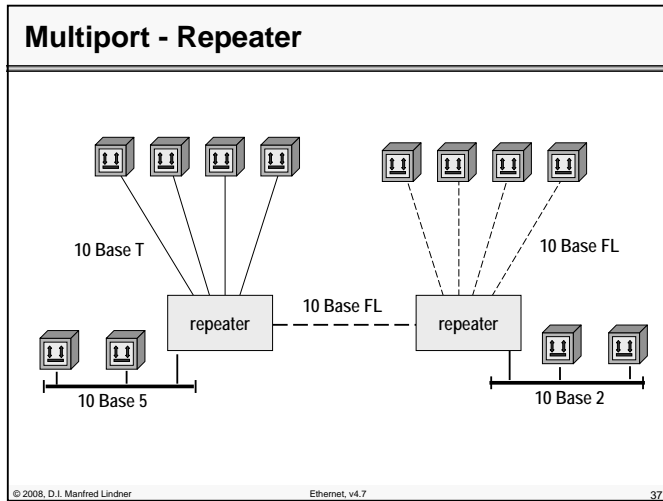 Multiport - Repeater
10 Base T
10 Base FL
10 Base FL
repeater
repeater
10 Base 5
10 Base 2
© 2008, D.I. Manfred Lindner
Ethernet, v4.7
37